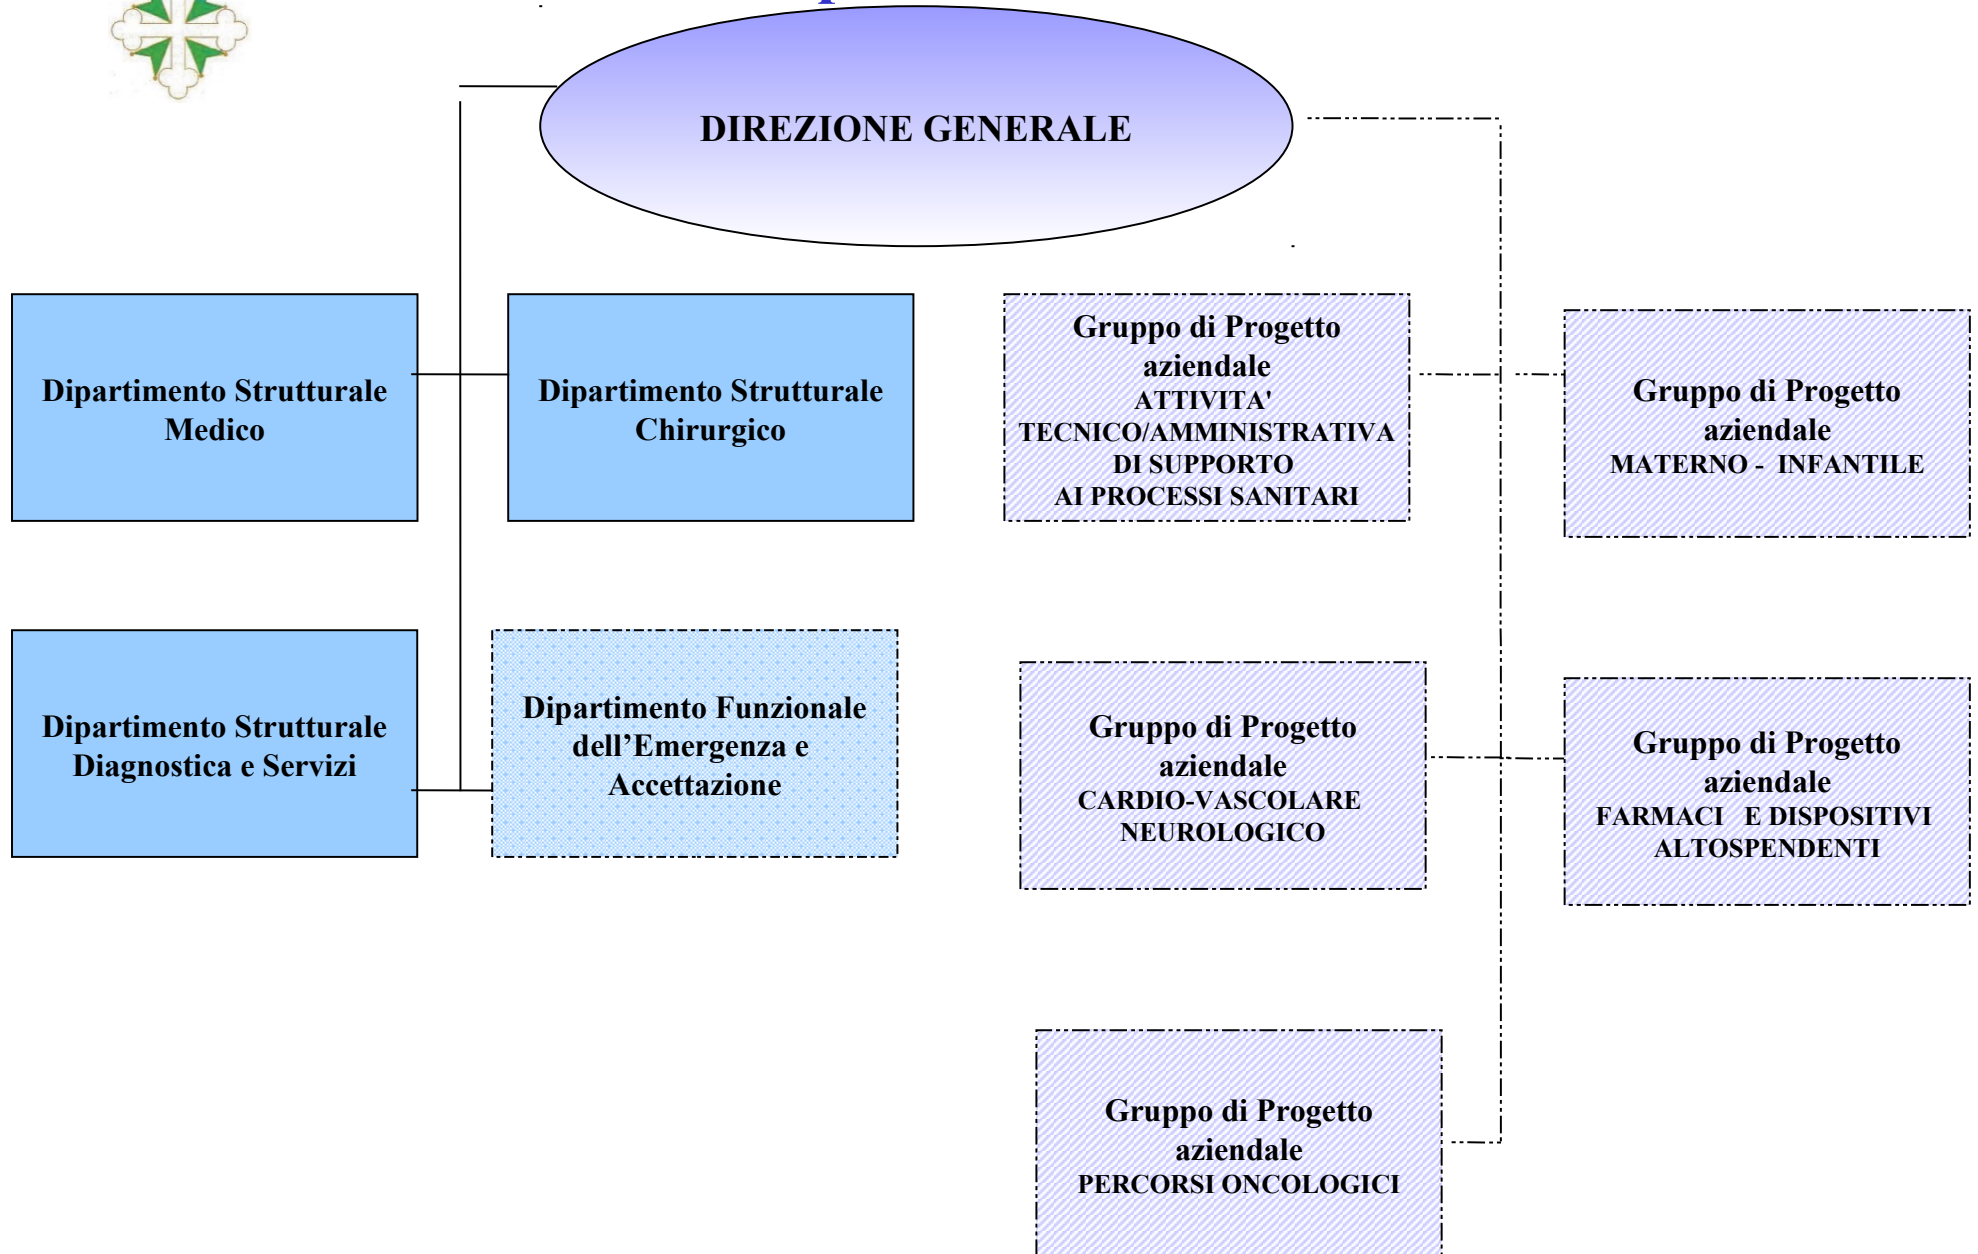 DIREZIONE GENERALE
Dipartimento Strutturale
Medico
Dipartimento Strutturale
Chirurgico
Gruppo di Progetto
aziendale
ATTIVITA'
TECNICO/AMMINISTRATIVA
DI SUPPORTO
AI PROCESSI SANITARI
Gruppo di Progetto
aziendale
MATERNO - INFANTILE
Dipartimento Strutturale
Diagnostica e Servizi
Dipartimento Funzionale
dell’Emergenza e
Accettazione
Gruppo di Progetto
aziendale
CARDIO-VASCOLARE
NEUROLOGICO
Gruppo di Progetto
aziendale
FARMACI E DISPOSITIVI
ALTOSPENDENTI
Gruppo di Progetto
aziendale
PERCORSI ONCOLOGICI